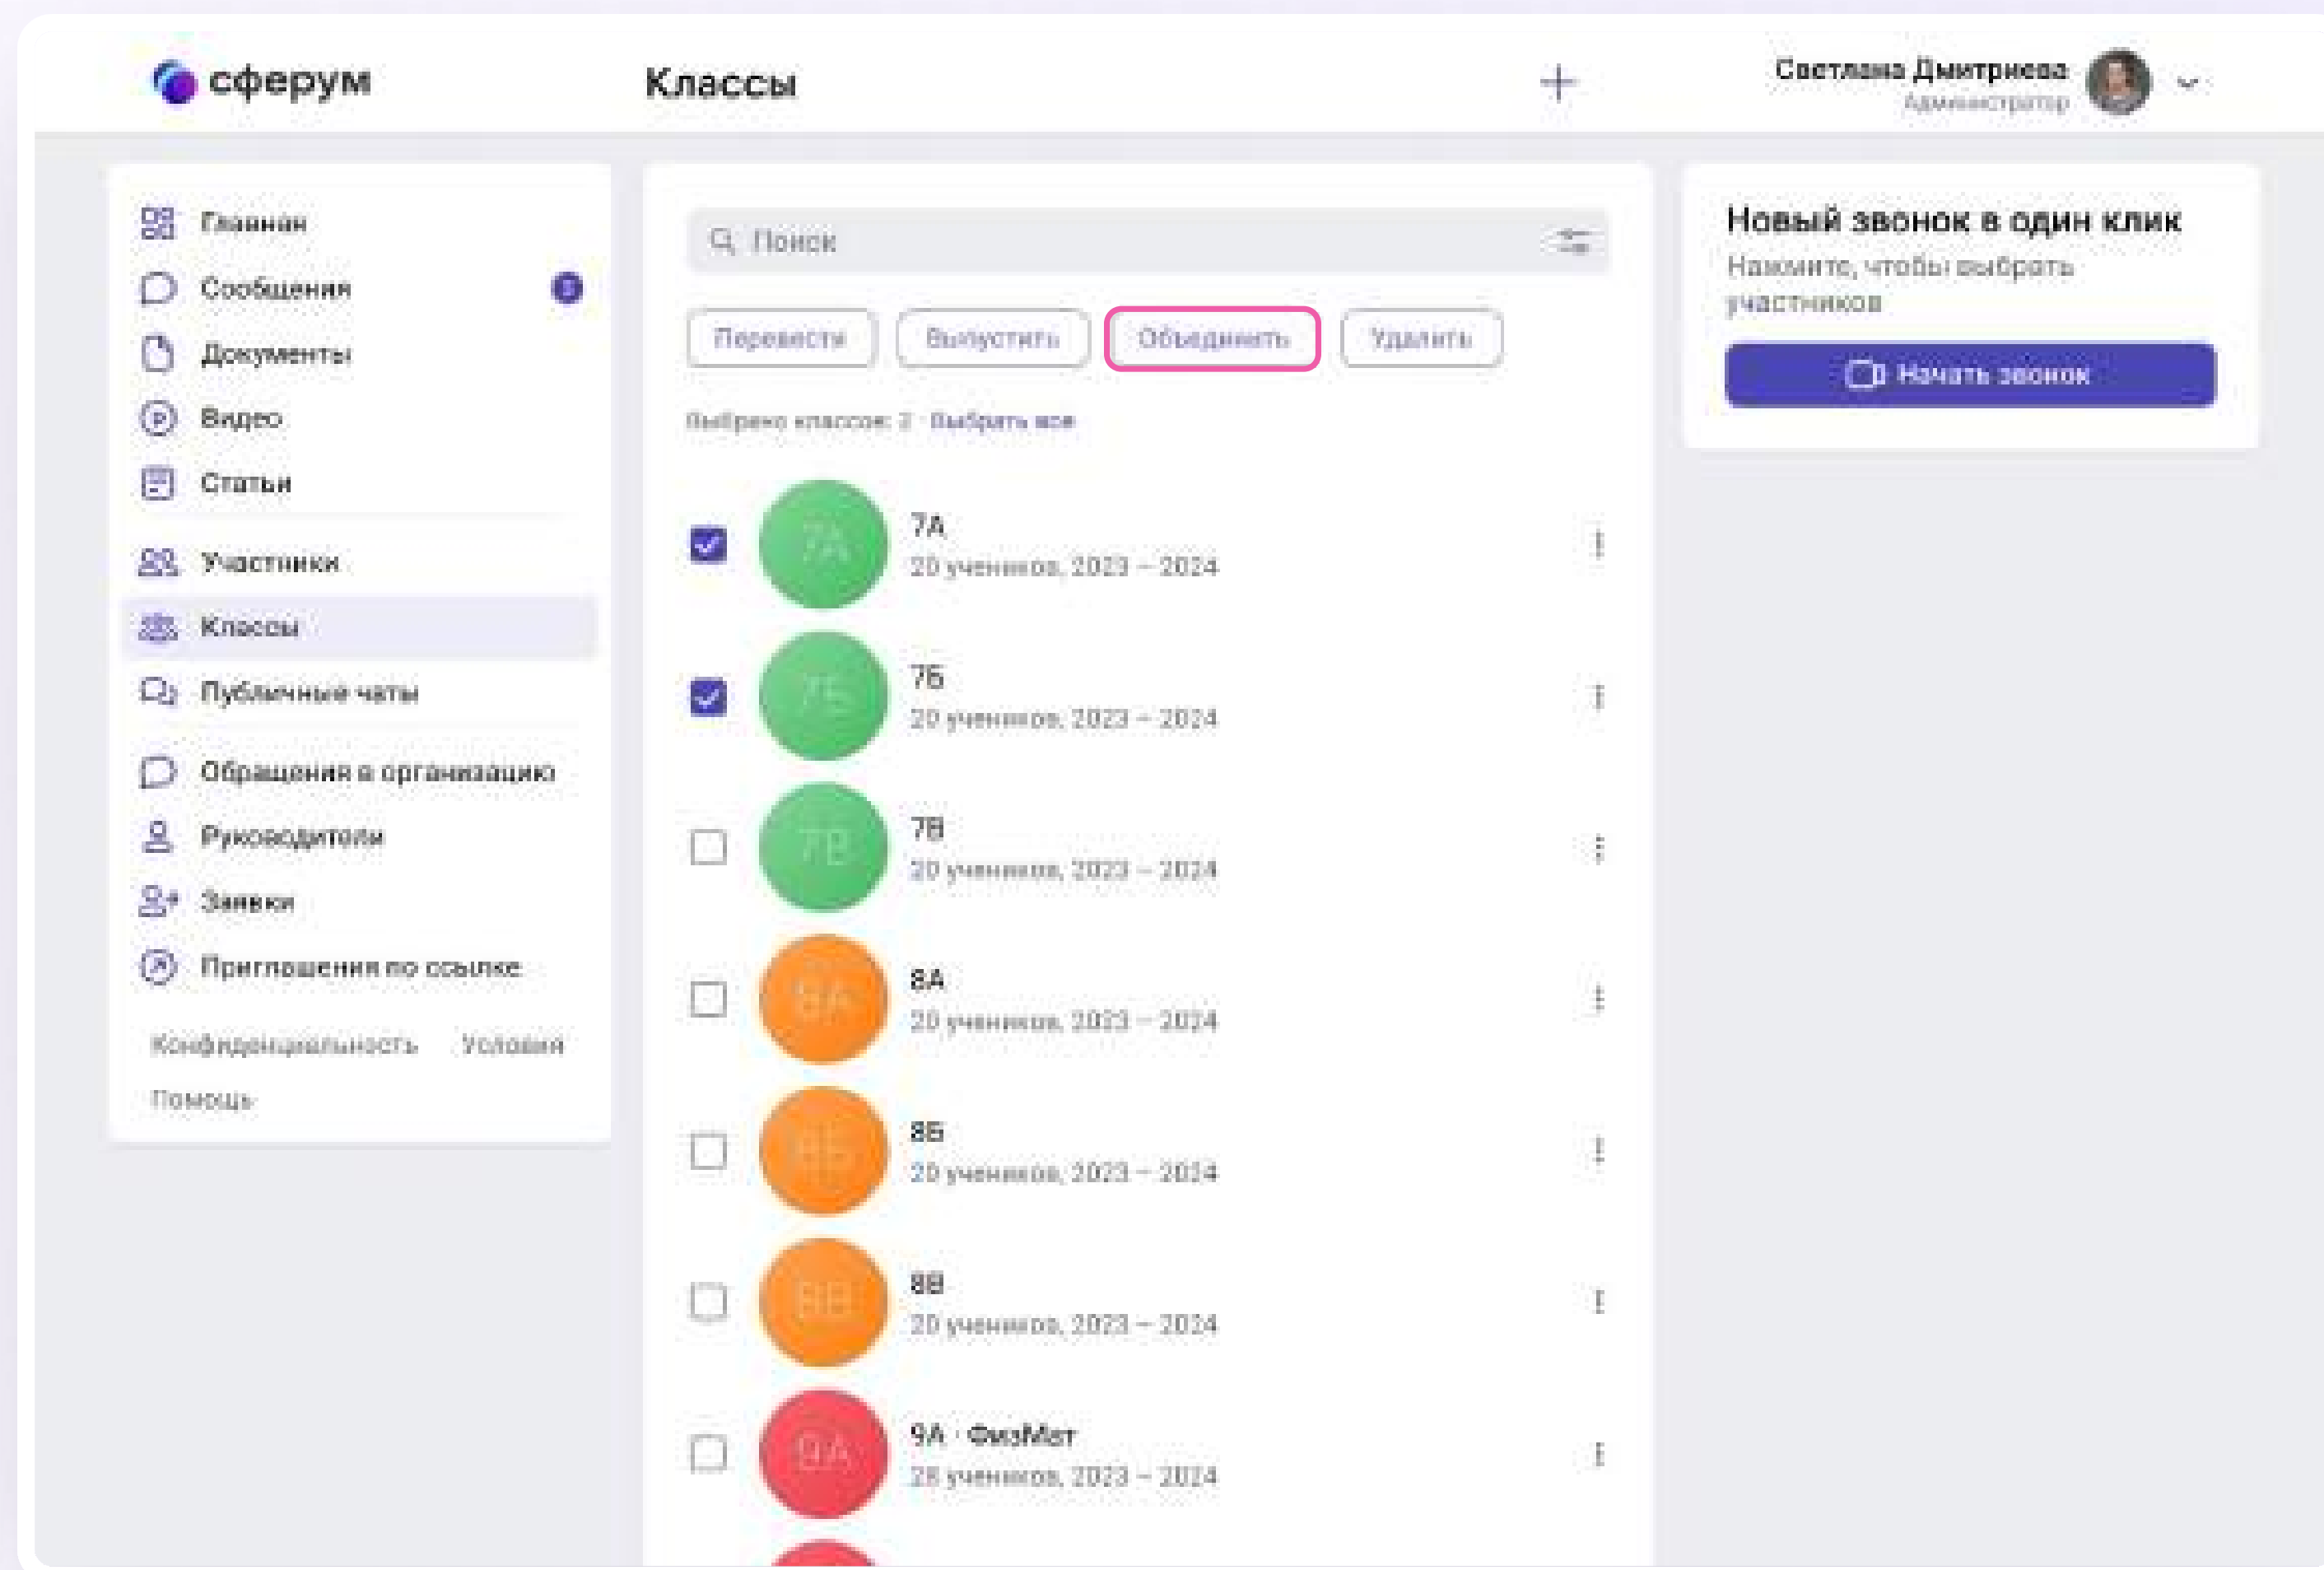 сферум
Классы
Светлана Дмитриева
Администратор
Главная
Сообщения
Документы
Видео
Статьи
Участники
Классы
Публичные чаты
Обращения в организацию
Руководители
Заявки
Приглашения по ссылке
Конфиденциальность Условия
Помощь
Поиск
Перевести Выпустить Объединить Удалить
Выбрано классов: 2 · Выбрать все
7А
7А
20 учеников, 2023 – 2024
7Б
7Б
20 учеников, 2023 – 2024
7В
7В
20 учеников, 2023 – 2024
8А
8А
20 учеников, 2023 – 2024
8Б
8Б
20 учеников, 2023 – 2024
8В
8В
20 учеников, 2023 – 2024
9А
9А · ФизМат
28 учеников, 2023 – 2024
Новый звонок в один клик
Нажмите, чтобы выбрать
участников
Начать звонок